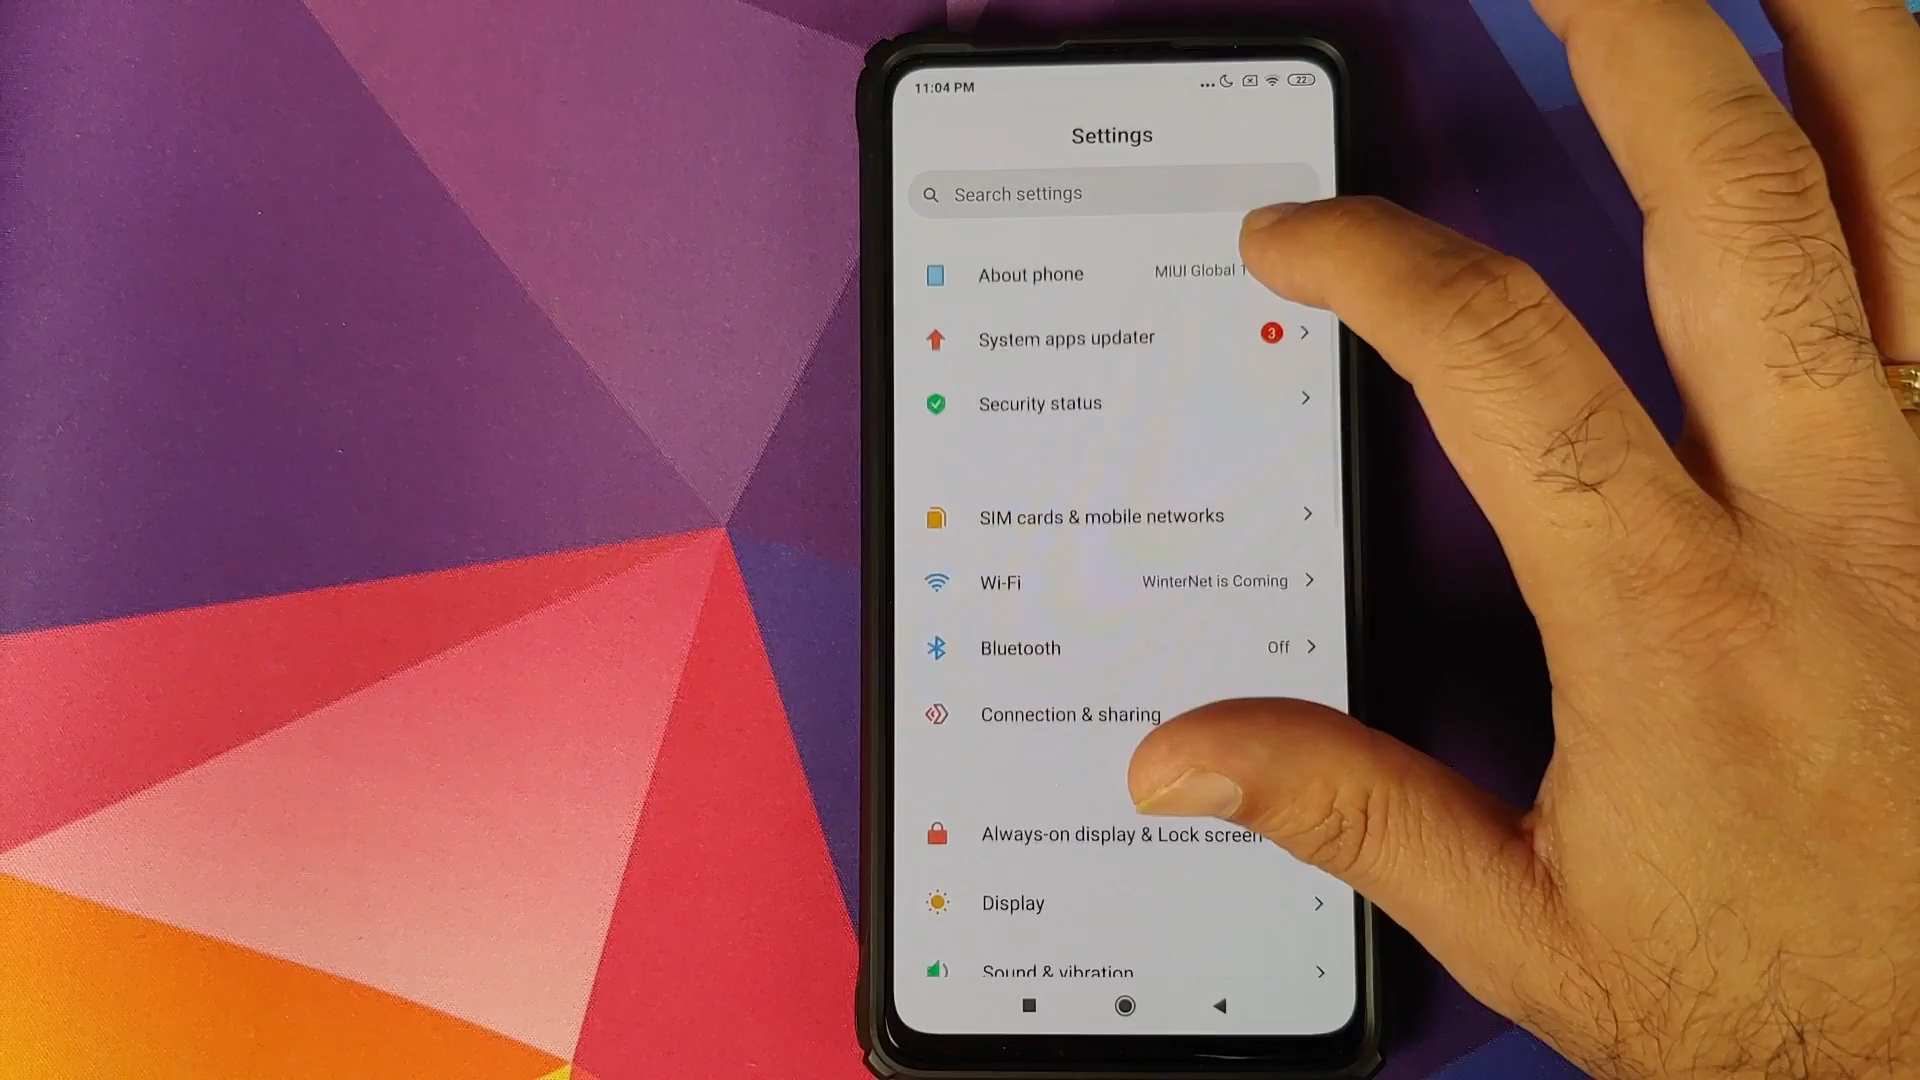 11:04 PM
22
Settings
Search settings
About phone
MIUI Global
System apps updater
3
Security status
SIM cards & mobile networks
Wi-Fi
WinterNet is Coming
Bluetooth
Off
Connection & sharing
Always-on display & Lock screen
Display
Sound & vibration